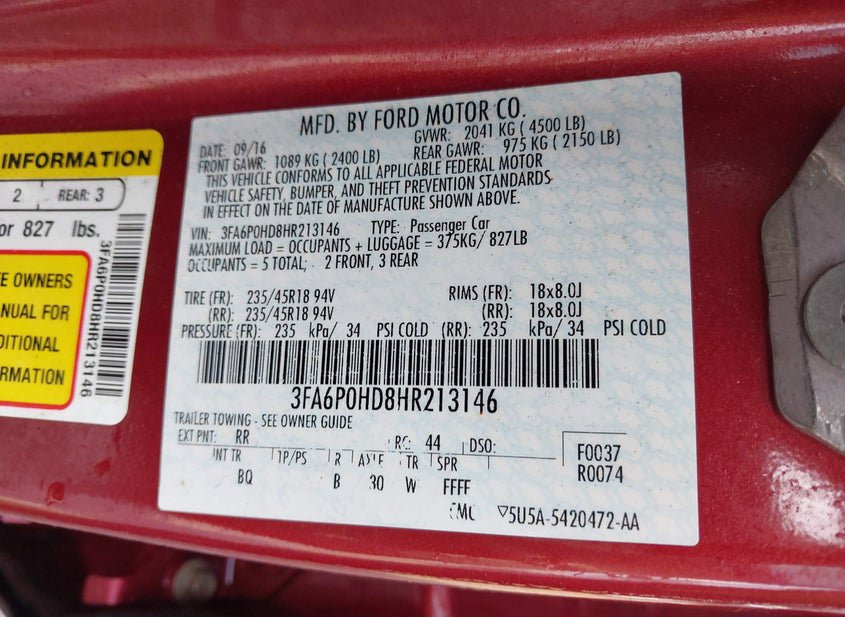 INFORMATION
2 REAR: 3
or 827 lbs.
OWNERS
MANUAL FOR
3FA6P0HD8HR213146
MFD. BY FORD MOTOR CO.
DATE: 09/16 GVWR: 2041 KG ( 4500 LB)
FRONT GAWR: 1089 KG ( 2400 LB) REAR GAWR: 975 KG ( 2150 LB)
THIS VEHICLE CONFORMS TO ALL APPLICABLE FEDERAL MOTOR
VEHICLE SAFETY, BUMPER, AND THEFT PREVENTION STANDARDS
IN EFFECT ON THE DATE OF MANUFACTURE SHOWN ABOVE.
VIN: 3FA6P0HD8HR213146 TYPE: Passenger Car
MAXIMUM LOAD = OCCUPANTS + LUGGAGE = 375KG/ 827LB
OCCUPANTS = 5 TOTAL; 2 FRONT, 3 REAR
TIRE (FR): 235/45R18 94V RIMS (FR): 18x8.0J
(RR): 235/45R18 94V (RR): 18x8.0J
PRESSURE (FR): 235 kPa/ 34 PSI COLD (RR): 235 kPa/ 34 PSI COLD
3FA6P0HD8HR213146
TRAILER TOWING - SEE OWNER GUIDE
EXT PNT: RR RC: 44 DSO: F0037
INT TR TP/PS R AXLE TR SPR R0074
BQ B 30 W FFFF
▽5U5A-5420472-AA